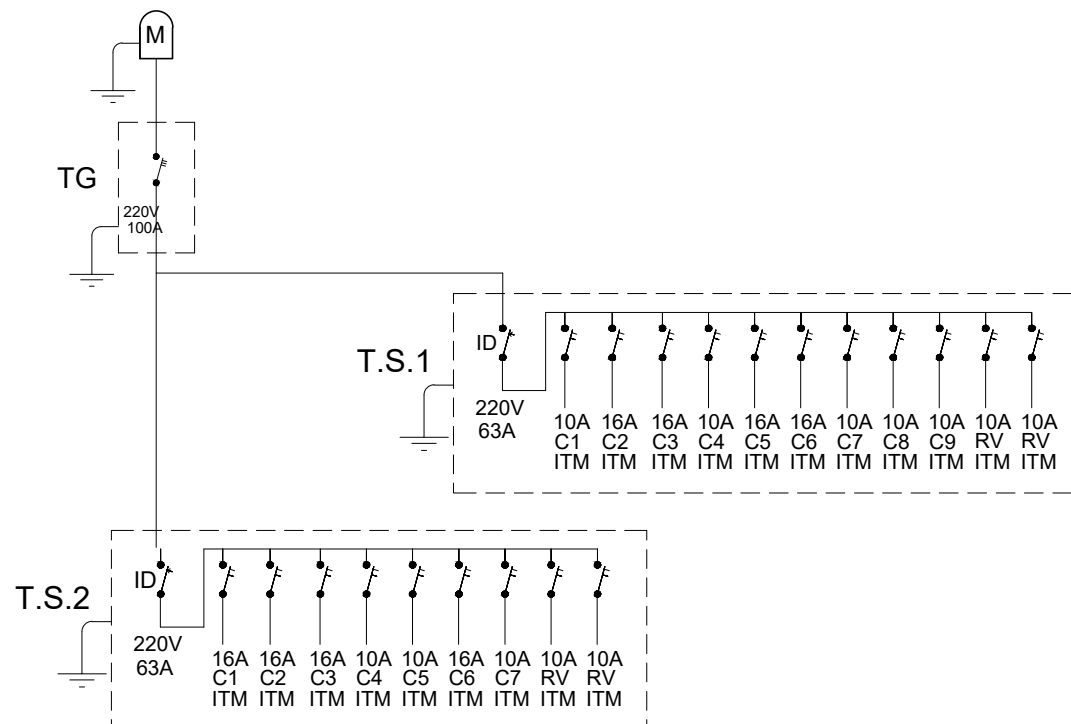 M
TG
220V
100A
T.S.1
ID
220V
63A
10A 16A 16A 10A 16A 16A 10A 10A 10A 10A 10A
C1 C2 C3 C4 C5 C6 C7 C8 C9 RV RV
ITM ITM ITM ITM ITM ITM ITM ITM ITM ITM ITM
T.S.2
ID
220V
63A
16A 16A 16A 10A 10A 16A 10A 10A 10A
C1 C2 C3 C4 C5 C6 C7 RV RV
ITM ITM ITM ITM ITM ITM ITM ITM ITM